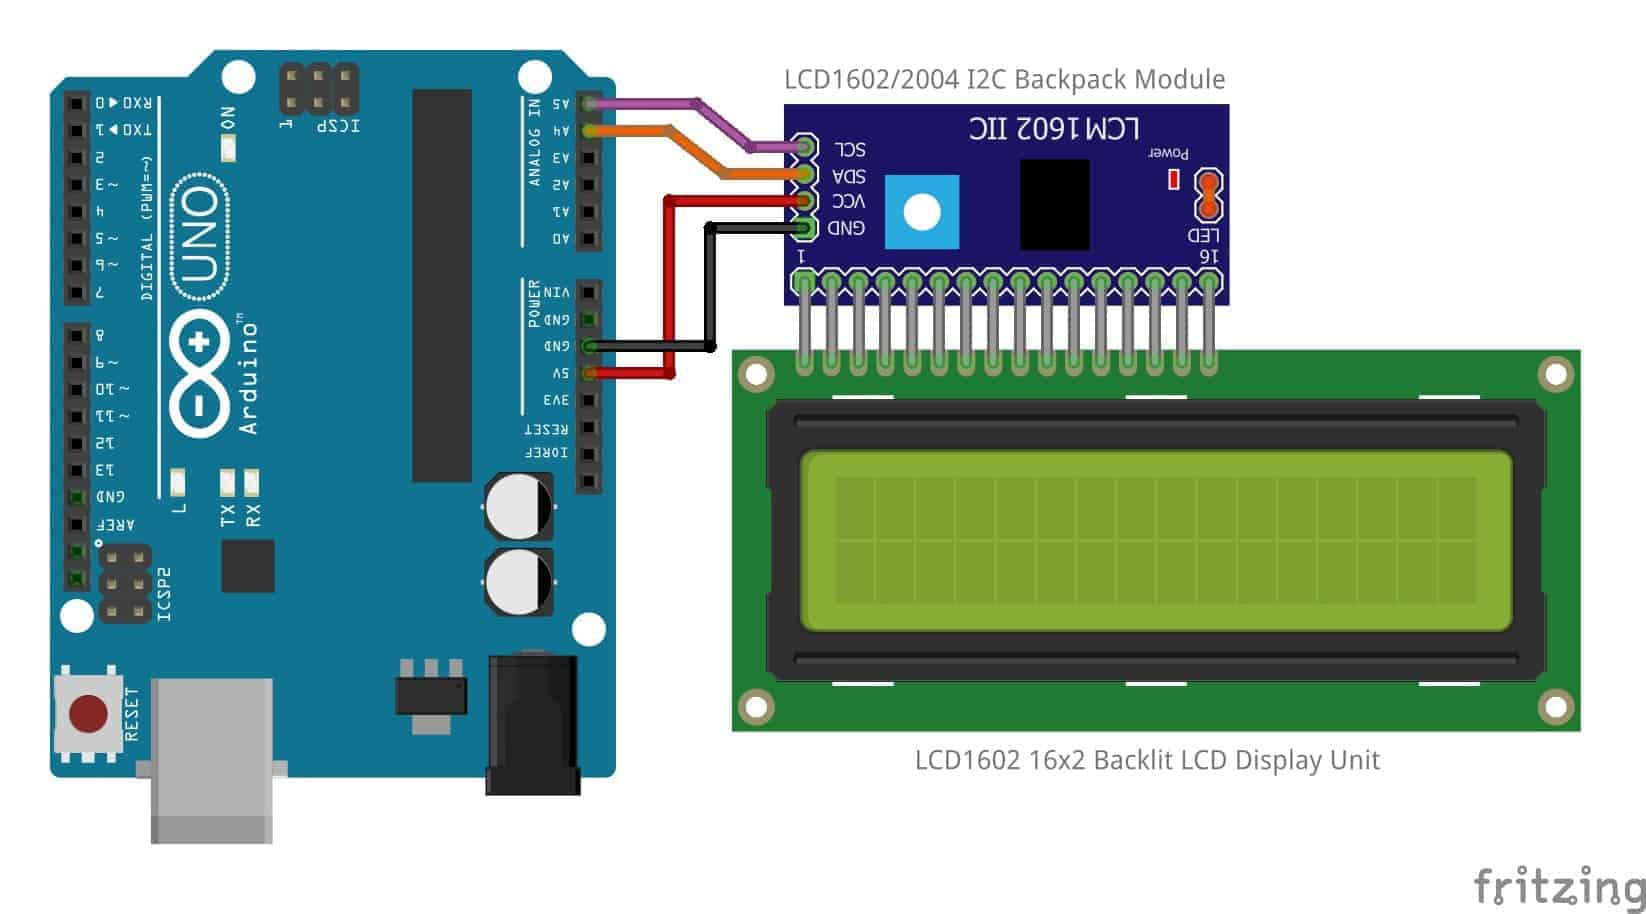 LCD1602/2004 I2C Backpack Module
LCM 1602 IIC
Power
SCL
SDA
VCC
GND
LED
1
16
LCD1602 16x2 Backlit LCD Display Unit
1
ICSP
ON
RX◄0
TX►1
2
~3
4
~5
~6
7
DIGITAL (PWM=~)
8
~9
~10
~11
12
13
GND
AREF
UNO
Arduino™
L
TX
RX
ICSP2
RESET
ANALOG IN
A5
A4
A3
A2
A1
A0
POWER
VIN
GND
GND
5V
3V3
RESET
IOREF
fritzing